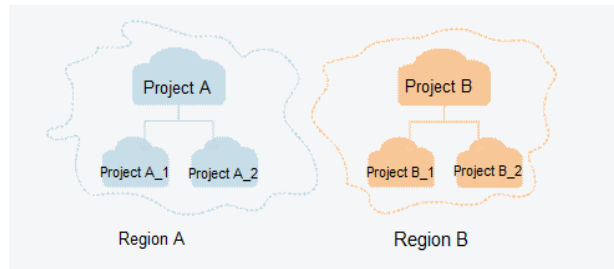 Project A
Project B
Project A_1
Project A_2
Project B_1
Project B_2
Region A
Region B